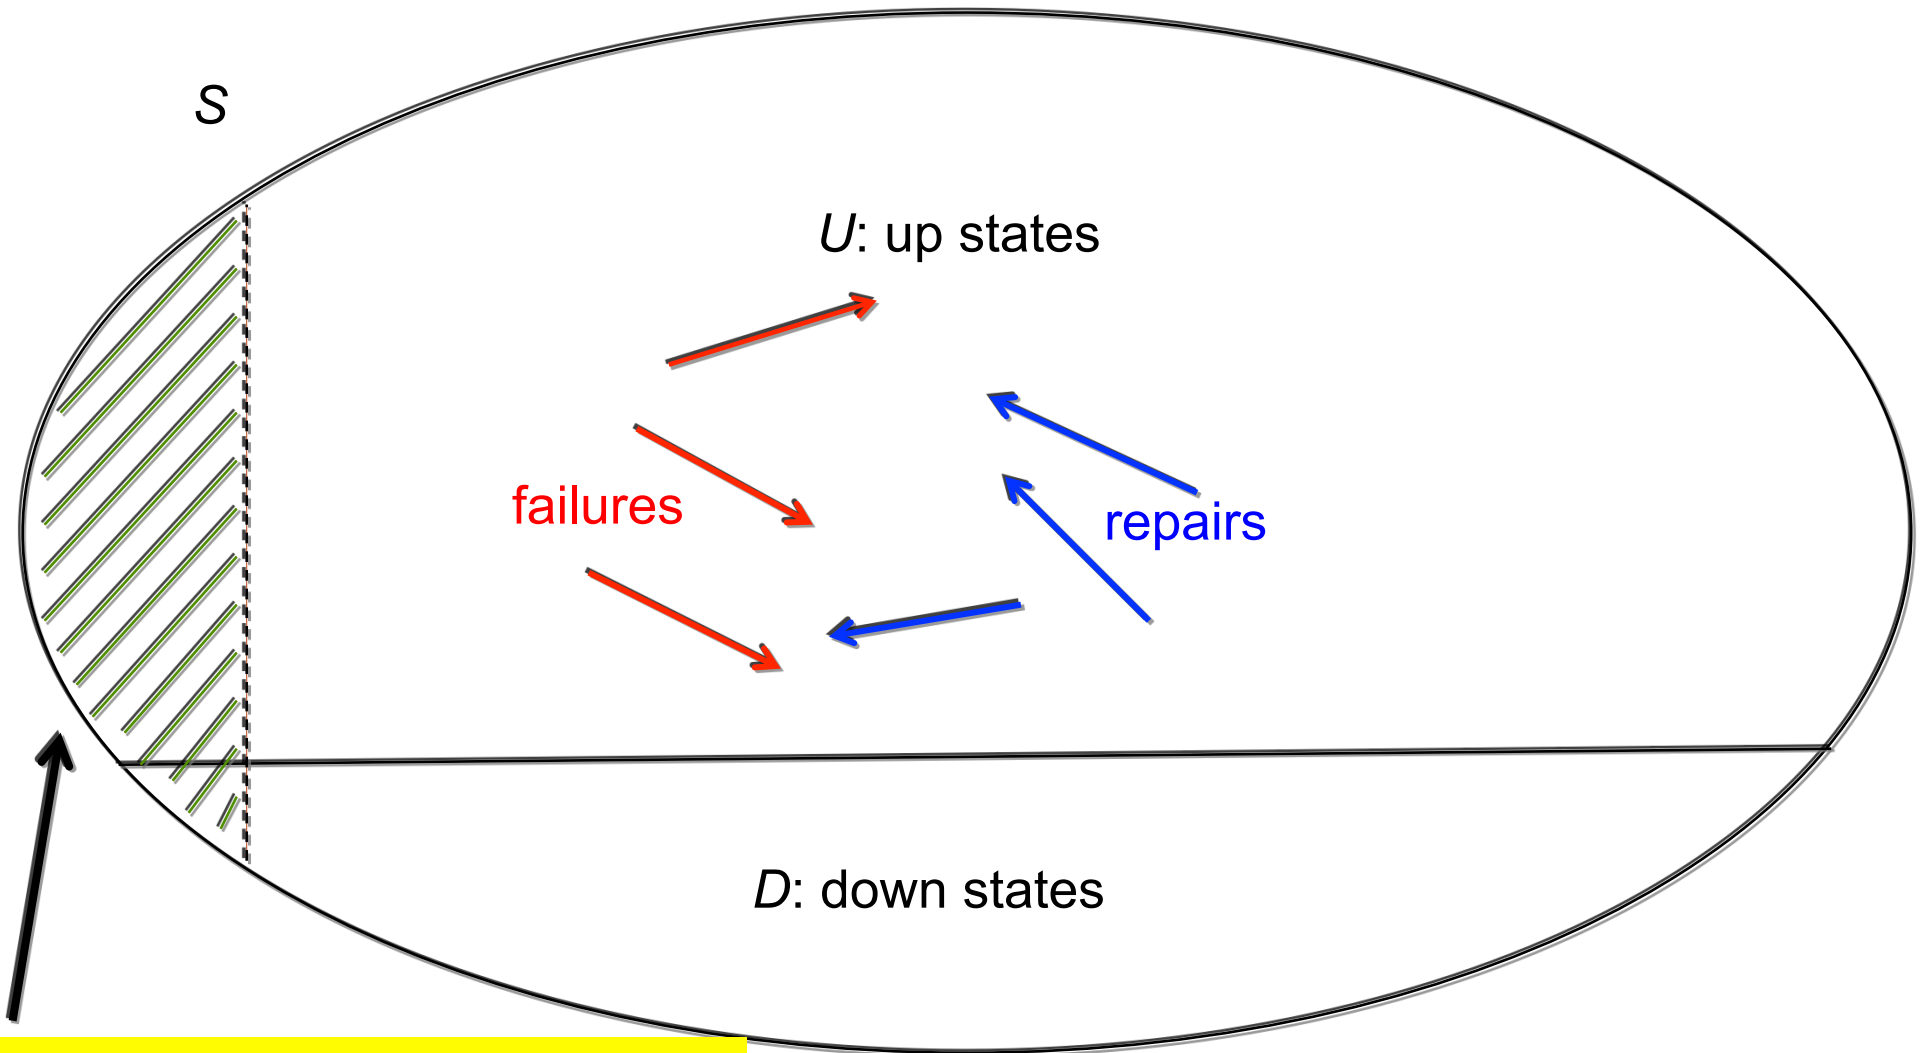 S
U: up states
failures
repairs
D: down states